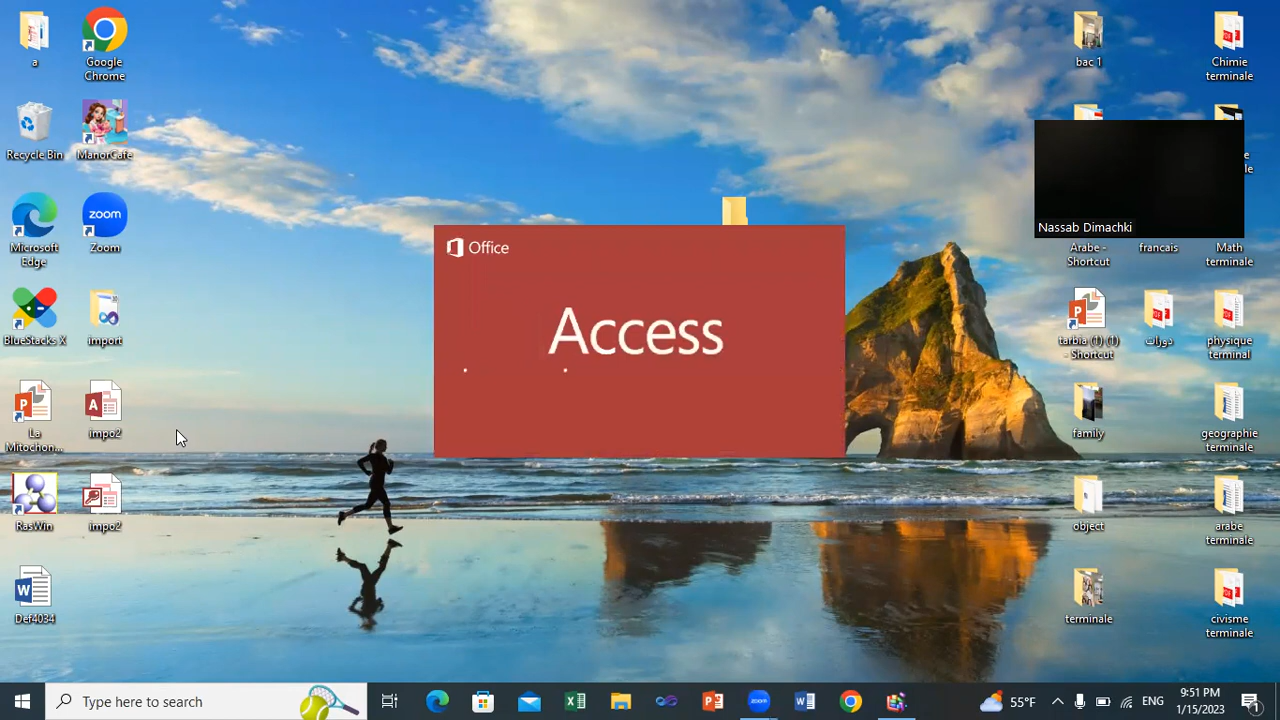 a
Google
Chrome
Recycle Bin
ManorCafe
Microsoft
Edge
zoom
Zoom
BlueStacks X
import
La
Mitochon...
A
impo2
RasWin
impo2
Def4034
Office
Access
bac 1
Chimie
terminale
Nassab Dimachki
Arabe -
Shortcut
francais
Math
terminale
tarbia (1) (1)
- Shortcut
دورات
physique
terminal
family
geographie
terminale
object
arabe
terminale
terminale
civisme
terminale
Type here to search
zoom
55°F
ENG
9:51 PM
1/15/2023